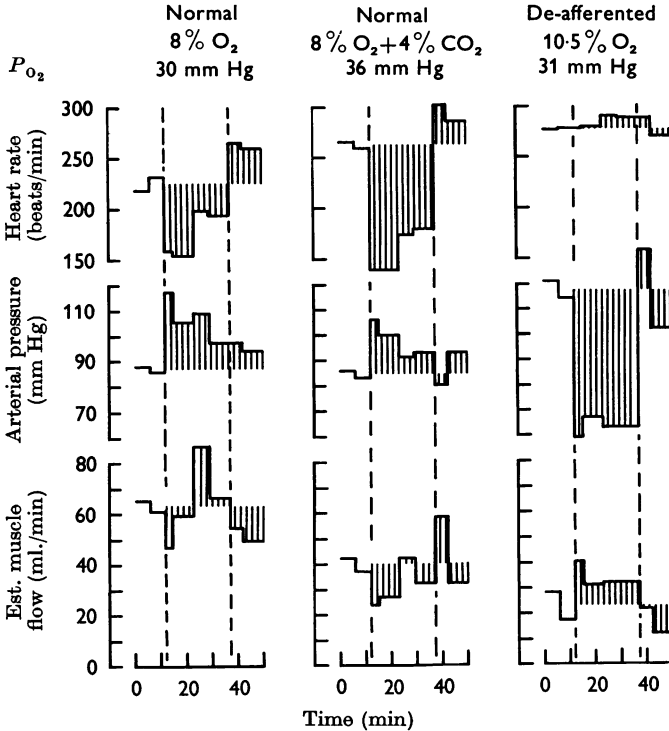 Normal
8% O₂
30 mm Hg
Normal
8% O₂+4% CO₂
36 mm Hg
De-afferented
10·5% O₂
31 mm Hg
P_O₂
Heart rate
(beats/min)
300
250
200
150
Arterial pressure
(mm Hg)
110
90
70
Est. muscle
flow (ml./min)
80
60
40
20
0
0 20 40
0 20 40
0 20 40
Time (min)